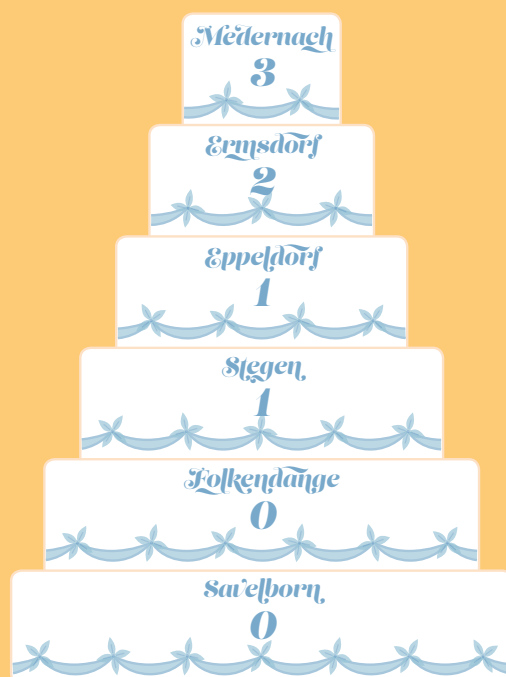 Medernach
3
Ermsdorf
2
Eppeldorf
1
Stegen
1
Folkendange
0
Savelborn
0